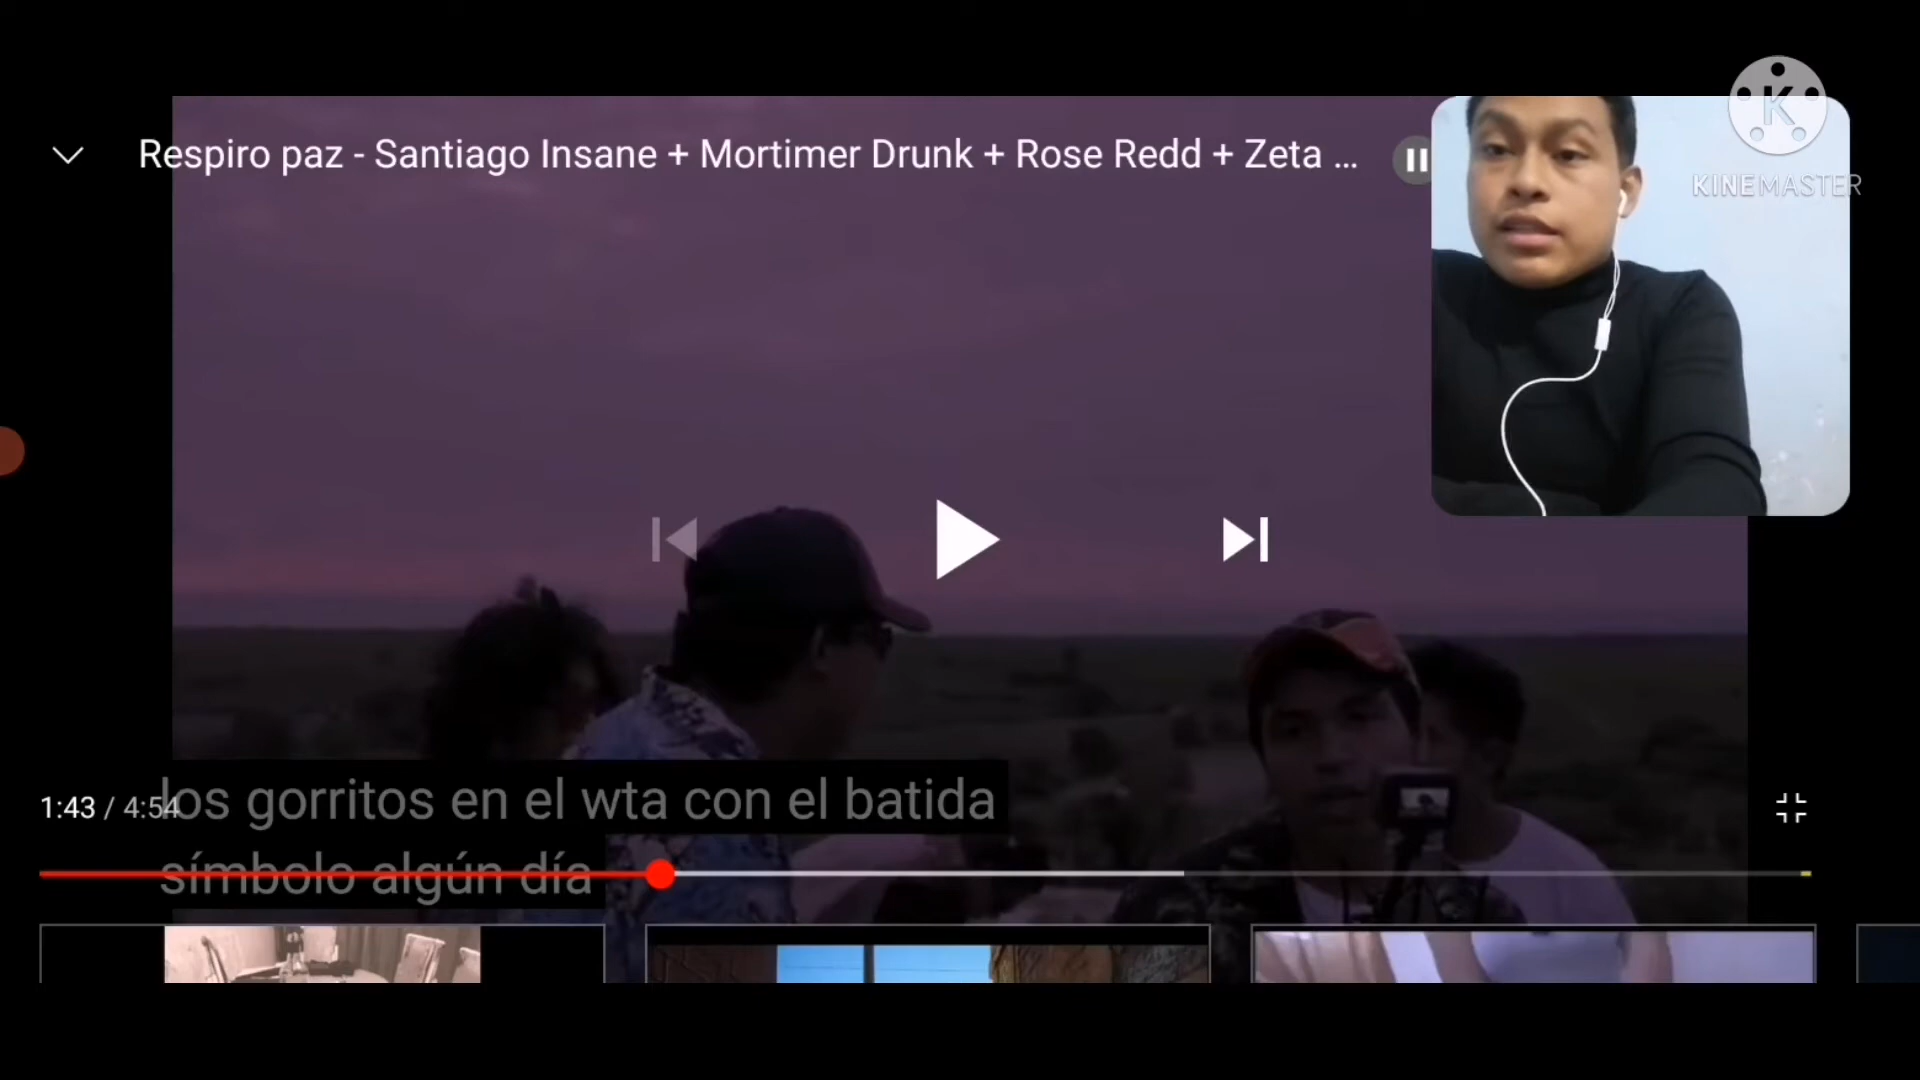 Respiro paz - Santiago Insane + Mortimer Drunk + Rose Redd + Zeta ...
K
KINEMASTER
los gorritos en el wta con el batida
1:43 / 4:54
símbolo algún día